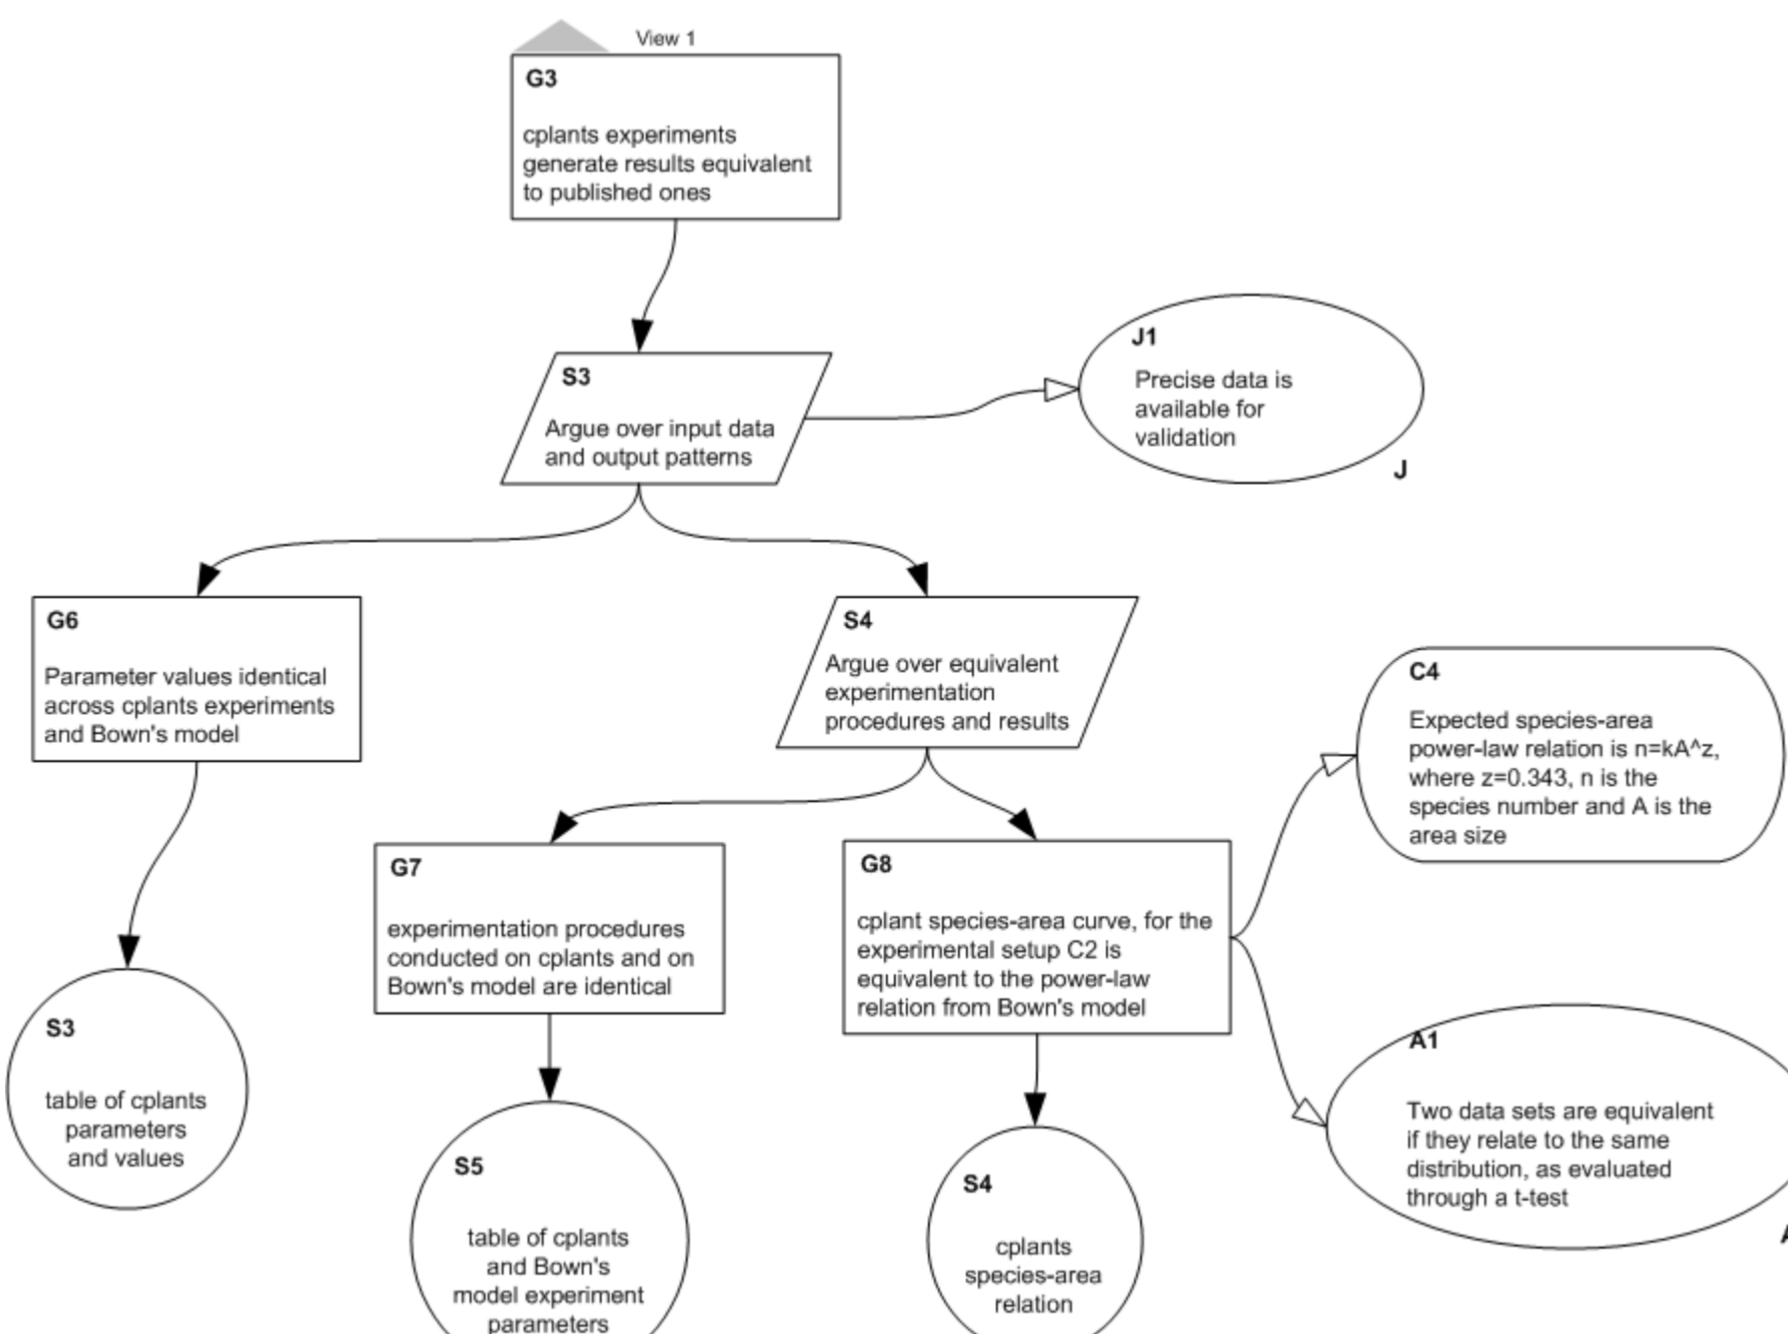 View 1
G3
cplants experiments
generate results equivalent
to published ones
S3
Argue over input data
and output patterns
J1
Precise data is
available for
validation
J
G6
Parameter values identical
across cplants experiments
and Bown's model
S4
Argue over equivalent
experimentation
procedures and results
C4
Expected species-area
power-law relation is n=kA^z,
where z=0.343, n is the
species number and A is the
area size
G7
experimentation procedures
conducted on cplants and on
Bown's model are identical
G8
cplant species-area curve, for the
experimental setup C2 is
equivalent to the power-law
relation from Bown's model
S3
table of cplants
parameters
and values
S5
table of cplants
and Bown's
model experiment
parameters
S4
cplants
species-area
relation
A1
Two data sets are equivalent
if they relate to the same
distribution, as evaluated
through a t-test